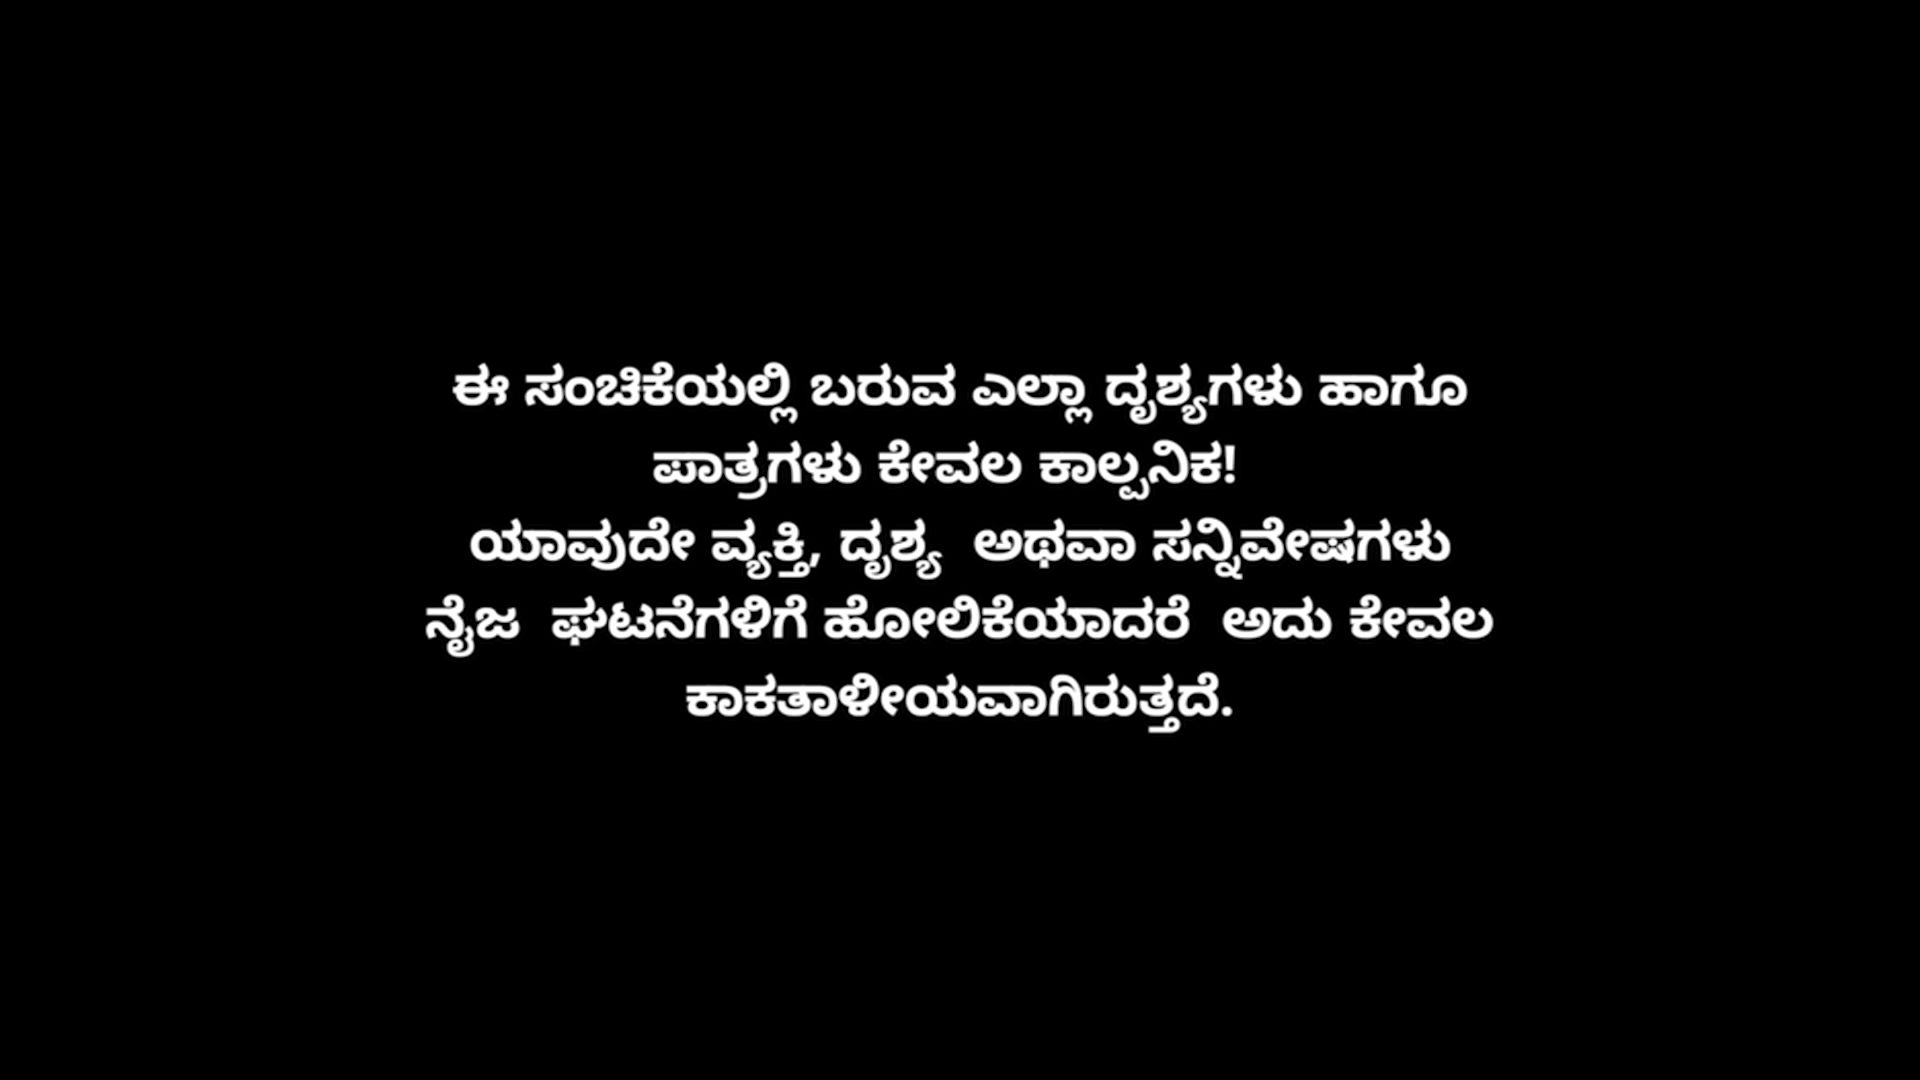 ಈ ಸಂಚಿಕೆಯಲ್ಲಿ ಬರುವ ಎಲ್ಲಾ ದೃಶ್ಯಗಳು ಹಾಗೂ
ಪಾತ್ರಗಳು ಕೇವಲ ಕಾಲ್ಪನಿಕ!
ಯಾವುದೇ ವ್ಯಕ್ತಿ, ದೃಶ್ಯ ಅಥವಾ ಸನ್ನಿವೇಷಗಳು
ನೈಜ ಘಟನೆಗಳಿಗೆ ಹೋಲಿಕೆಯಾದರೆ ಅದು ಕೇವಲ
ಕಾಕತಾಳೀಯವಾಗಿರುತ್ತದೆ.